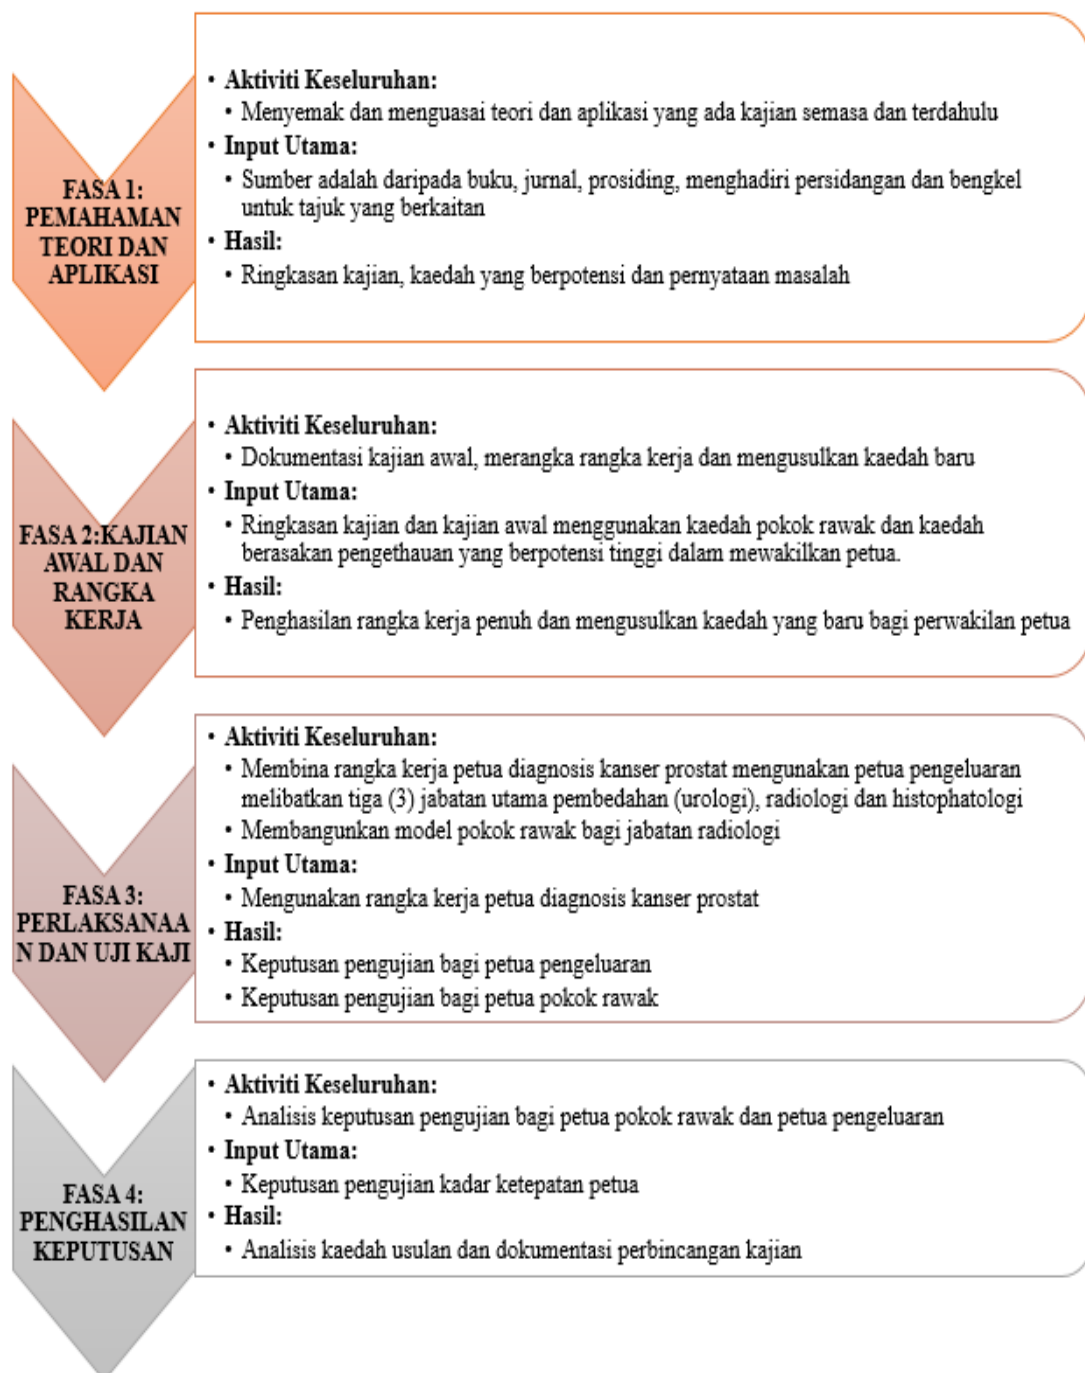 FASA 1:
PEMAHAMAN
TEORI DAN
APLIKASI
• Aktiviti Keseluruhan:
• Menyemak dan menguasai teori dan aplikasi yang ada kajian semasa dan terdahulu
• Input Utama:
• Sumber adalah daripada buku, jurnal, prosiding, menghadiri persidangan dan bengkel
untuk tajuk yang berkaitan
• Hasil:
• Ringkasan kajian, kaedah yang berpotensi dan pernyataan masalah
FASA 2:KAJIAN
AWAL DAN
RANGKA
KERJA
• Aktiviti Keseluruhan:
• Dokumentasi kajian awal, merangka rangka kerja dan mengusulkan kaedah baru
• Input Utama:
• Ringkasan kajian dan kajian awal menggunakan kaedah pokok rawak dan kaedah
berasakan pengethauan yang berpotensi tinggi dalam mewakilkan petua.
• Hasil:
• Penghasilan rangka kerja penuh dan mengusulkan kaedah yang baru bagi perwakilan petua
FASA 3:
PERLAKSANAA
N DAN UJI KAJI
• Aktiviti Keseluruhan:
• Membina rangka kerja petua diagnosis kanser prostat mengunakan petua pengeluaran
melibatkan tiga (3) jabatan utama pembedahan (urologi), radiologi dan histophatologi
• Membangunkan model pokok rawak bagi jabatan radiologi
• Input Utama:
• Mengunakan rangka kerja petua diagnosis kanser prostat
• Hasil:
• Keputusan pengujian bagi petua pengeluaran
• Keputusan pengujian bagi petua pokok rawak
FASA 4:
PENGHASILAN
KEPUTUSAN
• Aktiviti Keseluruhan:
• Analisis keputusan pengujian bagi petua pokok rawak dan petua pengeluaran
• Input Utama:
• Keputusan pengujian kadar ketepatan petua
• Hasil:
• Analisis kaedah usulan dan dokumentasi perbincangan kajian